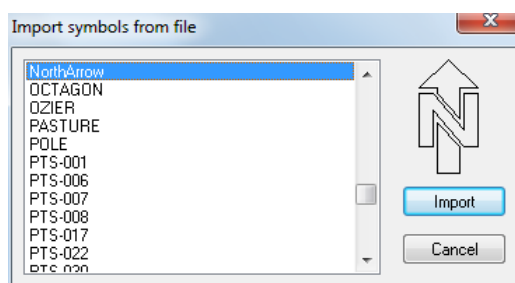 Import symbols from file
NorthArrow
OCTAGON
OZIER
PASTURE
POLE
PTS-001
PTS-006
PTS-007
PTS-008
PTS-017
PTS-022
N
Import
Cancel